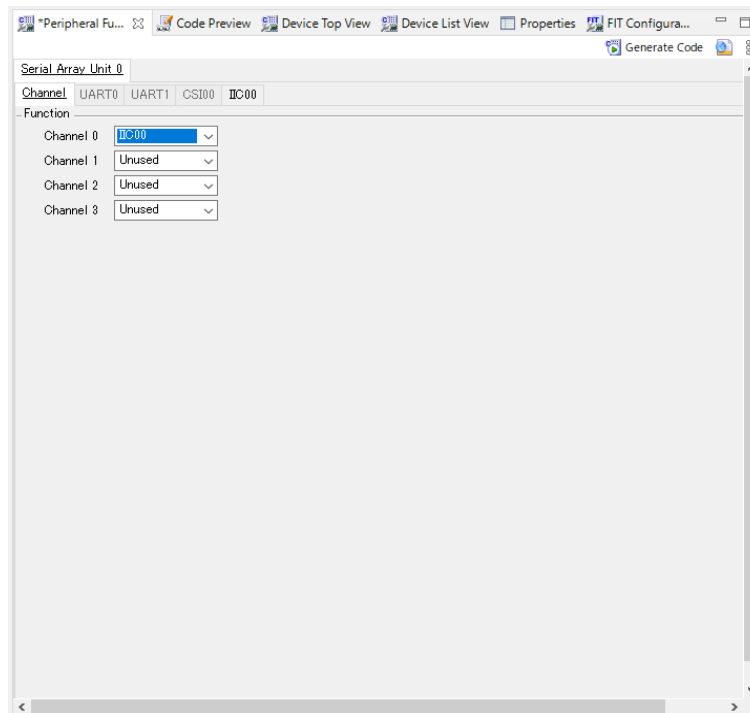 *Peripheral Fu... Code Preview Device Top View Device List View Properties FIT Configura...
Generate Code
Serial Array Unit 0
Channel UART0 UART1 CSI00 IIC00
Function
Channel 0 IIC00
Channel 1 Unused
Channel 2 Unused
Channel 3 Unused